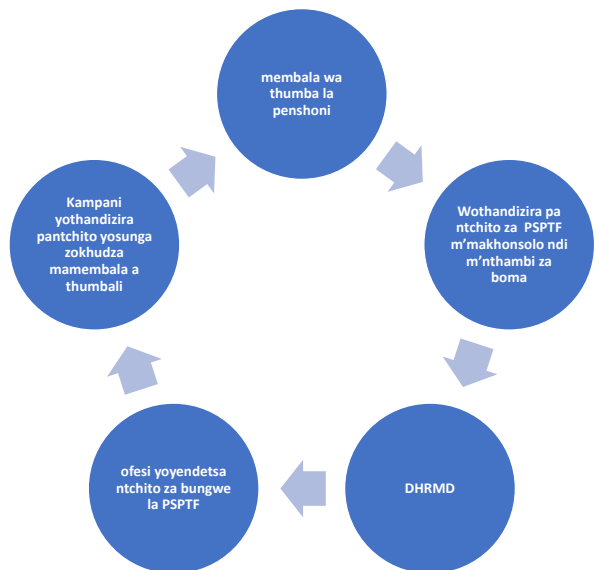 membala wa
thumba la
penshoni
Wothandizira pa
ntchito za PSPTF
m'makhonsolo ndi
m'nthambi za
boma
DHRMD
ofesi yoyendetsa
ntchito za bungwe
la PSPTF
Kampani
yothandizira
pantchito yosunga
zokhudza
mamembala a
thumbali